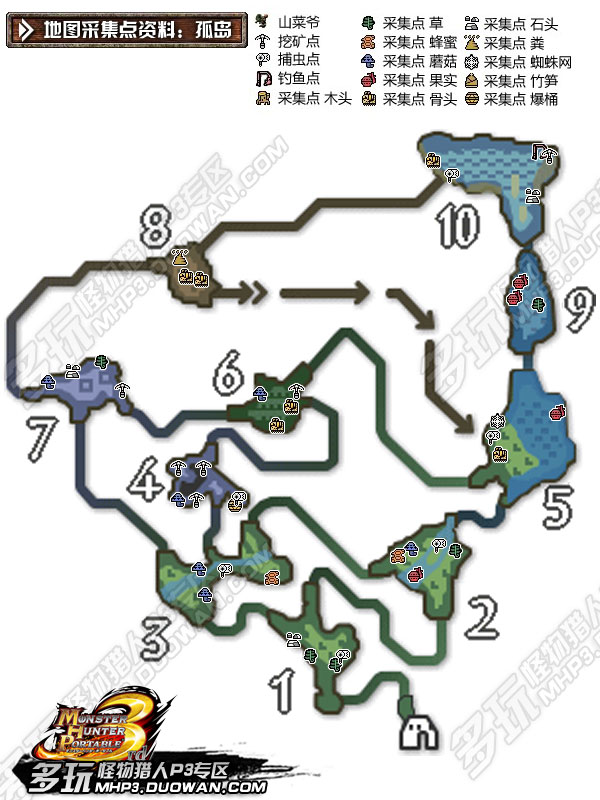 地图采集点资料：孤岛
山菜爷
挖矿点
捕虫点
钓鱼点
采集点 木头
采集点 草
采集点 蜂蜜
采集点 蘑菇
采集点 果实
采集点 骨头
采集点 石头
采集点 粪
采集点 蜘蛛网
采集点 竹笋
采集点 爆桶
10
8
9
6
7
4
5
3
2
1
MONSTER
HUNTER
PORTABLE
3rd
多玩 怪物猎人P3专区
MHP3.DUOWAN.COM
多玩 怪物猎人P3专区
MHP3.DUOWAN.COM